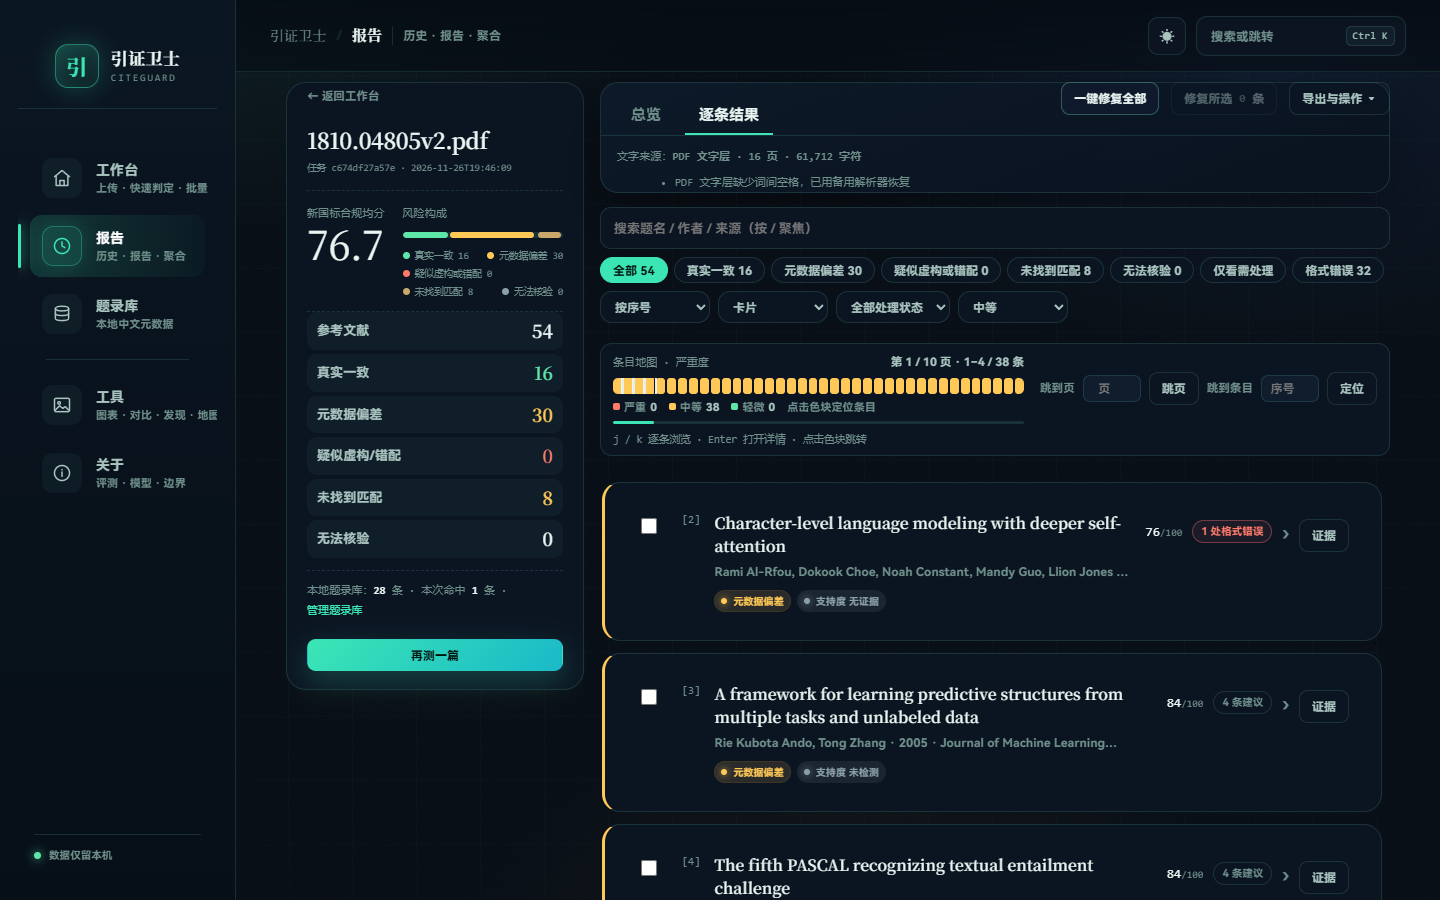 引
引证卫士
CITEGUARD
工作台
上传 · 快速判定 · 批量
报告
历史 · 报告 · 聚合
题录库
本地中文元数据
工具
图表 · 对比 · 发现 · 地图
关于
评测 · 模型 · 边界
数据仅留本机
引证卫士 / 报告 历史 · 报告 · 聚合
搜索或跳转 Ctrl K
← 返回工作台
1810.04805v2.pdf
任务 c674df27a57e · 2026-11-26T19:46:09
新国标合规均分
76.7
风险构成
真实一致 16 元数据偏差 30
疑似虚构或错配 0
未找到匹配 8 无法核验 0
参考文献 54
真实一致 16
元数据偏差 30
疑似虚构/错配 0
未找到匹配 8
无法核验 0
本地题录库: 28 条 · 本次命中 1 条 ·
管理题录库
再测一篇
总览 逐条结果
一键修复全部 修复所选 0 条 导出与操作
文字来源: PDF 文字层 · 16 页 · 61,712 字符
• PDF 文字层缺少词间空格，已用备用解析器恢复
搜索题名 / 作者 / 来源（按 / 聚焦）
全部 54 真实一致 16 元数据偏差 30 疑似虚构或错配 0 未找到匹配 8 无法核验 0 仅看需处理 格式错误 32
按序号 卡片 全部处理状态 中等
条目地图 · 严重度 第 1 / 10 页 · 1–4 / 38 条
严重 0 中等 38 轻微 0 点击色块定位条目
j / k 逐条浏览 · Enter 打开详情 · 点击色块跳转
跳到页 页 跳页 跳到条目 序号 定位
[2] Character-level language modeling with deeper self-
attention
Rami Al-Rfou, Dokook Choe, Noah Constant, Mandy Guo, Llion Jones ...
元数据偏差 支持度 无证据
76/100 1 处格式错误 › 证据
[3] A framework for learning predictive structures from
multiple tasks and unlabeled data
Rie Kubota Ando, Tong Zhang · 2005 · Journal of Machine Learning...
元数据偏差 支持度 未检测
84/100 4 条建议 › 证据
[4] The fifth PASCAL recognizing textual entailment
challenge
84/100 4 条建议 › 证据